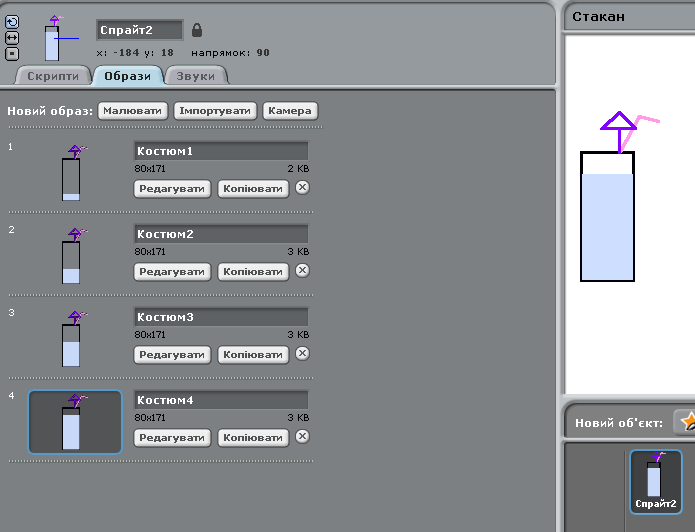 Спрайт2
x: -184 y: 18 напрямок: 90
Скрипти Образи Звуки
Новий образ: Малювати Імпортувати Камера
1
Костюм1
80x171 2 KB
Редагувати Копіювати
2
Костюм2
80x171 3 KB
Редагувати Копіювати
3
Костюм3
80x171 3 KB
Редагувати Копіювати
4
Костюм4
80x171 3 KB
Редагувати Копіювати
Стакан
Новий об'єкт:
Спрайт2